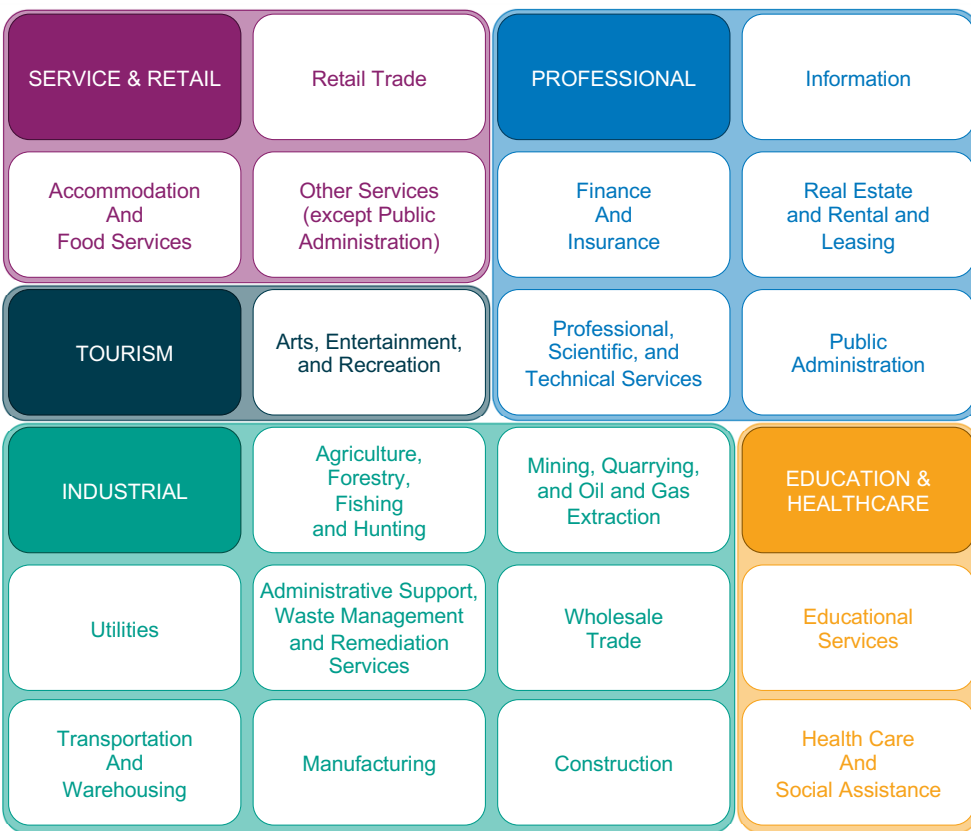 SERVICE & RETAIL
Retail Trade
Accommodation
And
Food Services
Other Services
(except Public
Administration)
PROFESSIONAL
Information
Finance
And
Insurance
Real Estate
and Rental and
Leasing
Professional,
Scientific, and
Technical Services
Public
Administration
TOURISM
Arts, Entertainment,
and Recreation
INDUSTRIAL
Agriculture,
Forestry,
Fishing
and Hunting
Mining, Quarrying,
and Oil and Gas
Extraction
Utilities
Administrative Support,
Waste Management
and Remediation
Services
Wholesale
Trade
Transportation
And
Warehousing
Manufacturing
Construction
EDUCATION &
HEALTHCARE
Educational
Services
Health Care
And
Social Assistance